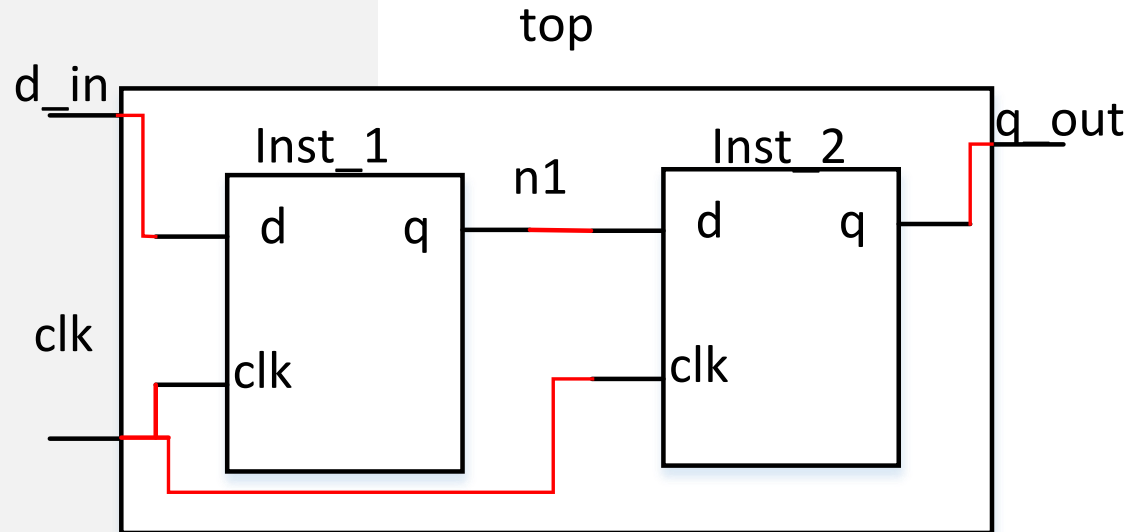 top
d_in
q_out
Inst_1
Inst_2
n1
d
q
d
q
clk
clk
clk